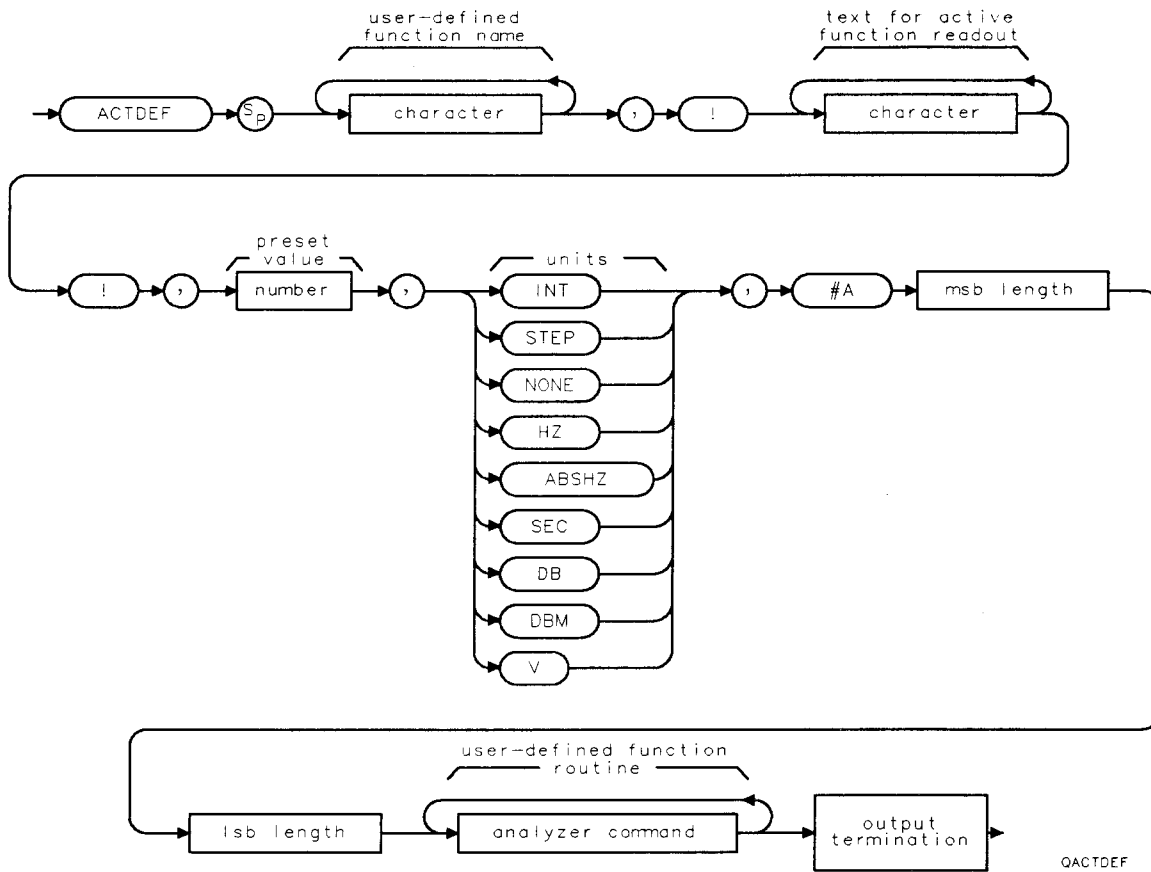 user-defined
function name
text for active
function readout
ACTDEF
SP
character
,
!
character
preset
value
units
!
,
number
,
INT
,
#A
msb length
STEP
NONE
HZ
ABSHZ
SEC
DB
DBM
V
user-defined function
routine
lsb length
analyzer command
output
termination
QACTDEF